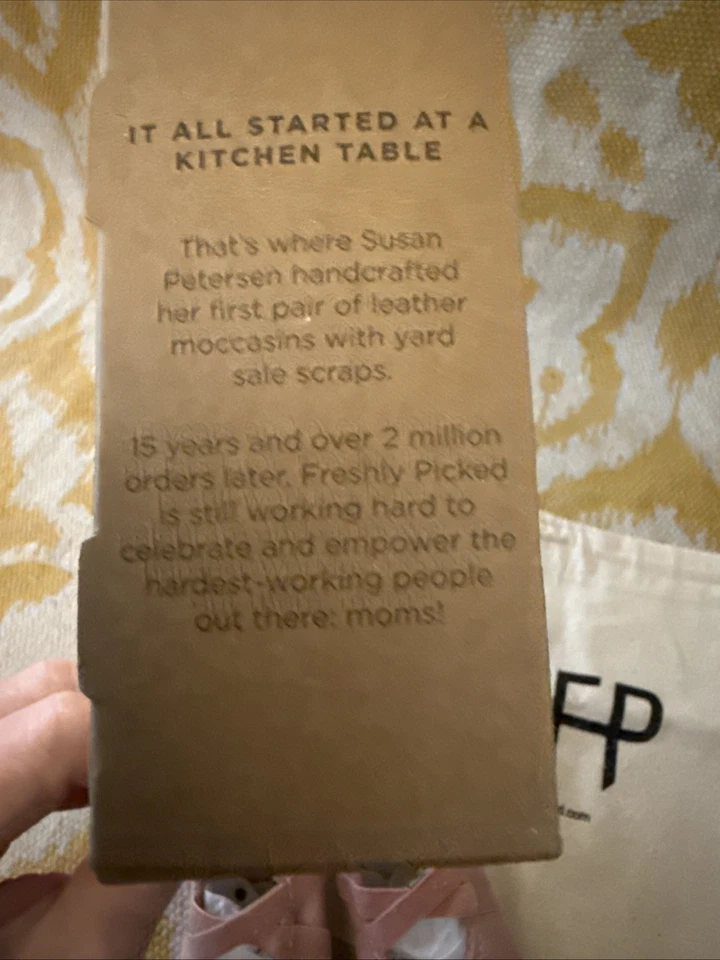 IT ALL STARTED AT A
KITCHEN TABLE
That's where Susan
Petersen handcrafted
her first pair of leather
moccasins with yard
sale scraps.
15 years and over 2 million
orders later, Freshly Picked
is still working hard to
celebrate and empower the
hardest-working people
out there: moms!
FP
d.com